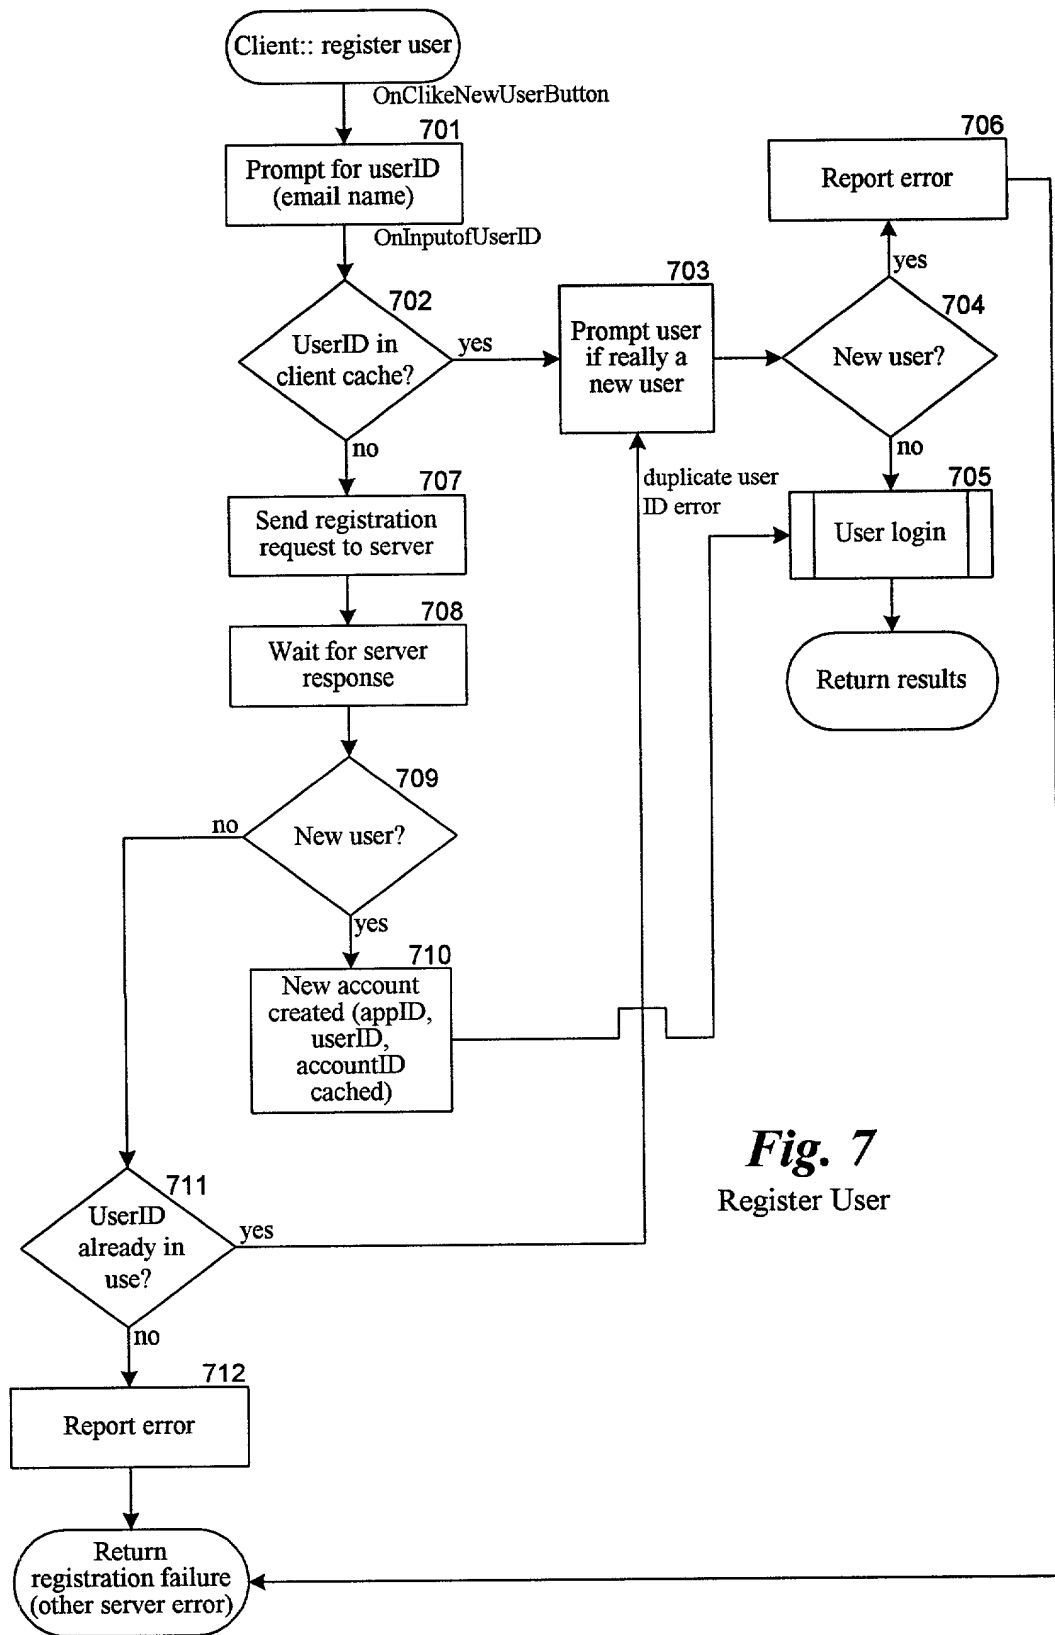 Client:: register user
OnClikeNewUserButton
701
Prompt for userID
(email name)
OnInputofUserID
702
UserID in
client cache?
yes
no
703
Prompt user
if really a
new user
704
New user?
yes
no
706
Report error
705
User login
Return results
duplicate user
ID error
707
Send registration
request to server
708
Wait for server
response
709
New user?
no
yes
710
New account
created (appID,
userID,
accountID
cached)
711
UserID
already in
use?
yes
no
712
Report error
Return
registration failure
(other server error)
Fig. 7
Register User